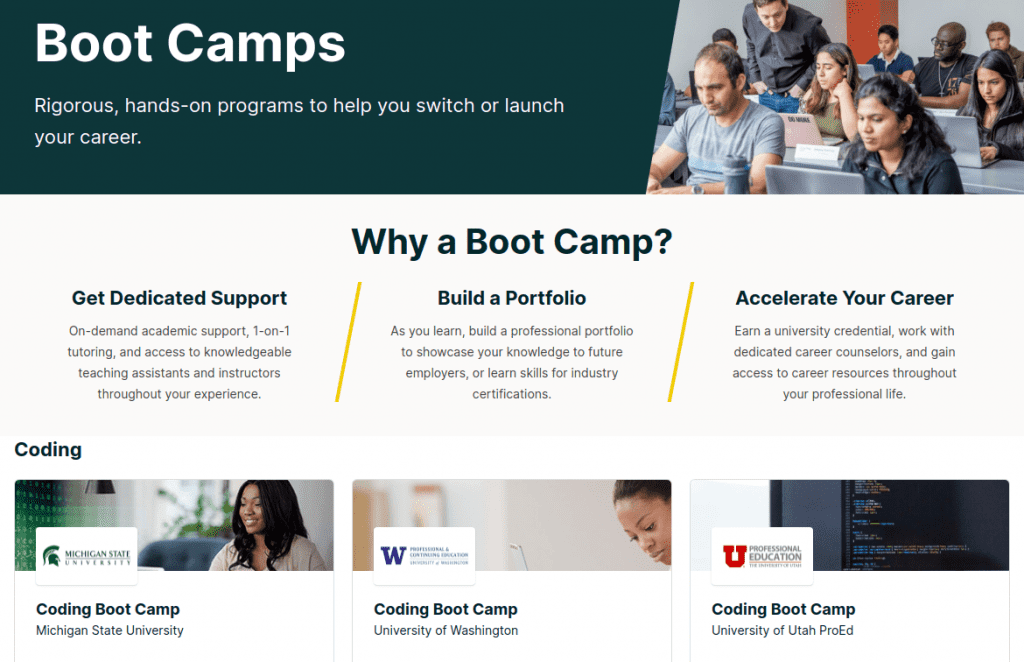 Boot Camps
Rigorous, hands-on programs to help you switch or launch
your career.
Why a Boot Camp?
Get Dedicated Support
On-demand academic support, 1-on-1
tutoring, and access to knowledgeable
teaching assistants and instructors
throughout your experience.
Build a Portfolio
As you learn, build a professional portfolio
to showcase your knowledge to future
employers, or learn skills for industry
certifications.
Accelerate Your Career
Earn a university credential, work with
dedicated career counselors, and gain
access to career resources throughout
your professional life.
Coding
MICHIGAN STATE
UNIVERSITY
Coding Boot Camp
Michigan State University
W
PROFESSIONAL &
CONTINUING EDUCATION
UNIVERSITY of WASHINGTON
Coding Boot Camp
University of Washington
U
PROFESSIONAL
EDUCATION
THE UNIVERSITY OF UTAH
Coding Boot Camp
University of Utah ProEd